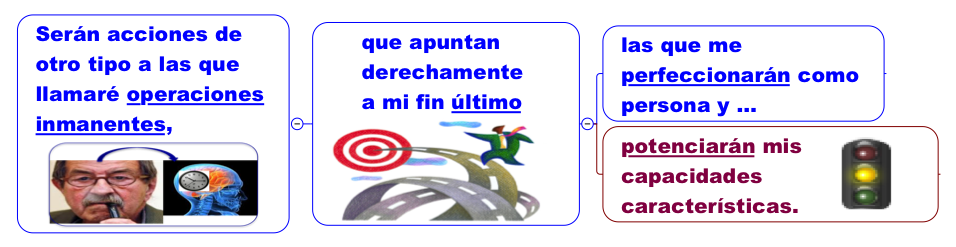 Serán acciones de
otro tipo a las que
llamaré operaciones
inmanentes,
que apuntan
derechamente
a mi fin último
las que me
perfeccionarán como
persona y ...
potenciarán mis
capacidades
características.